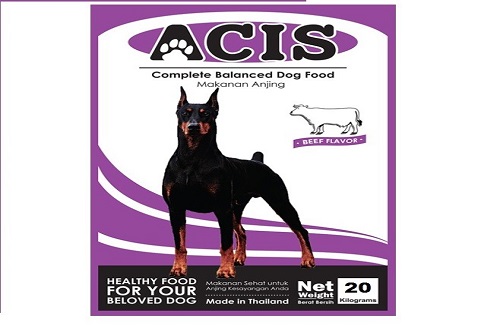 ACIS
Complete Balanced Dog Food
Makanan Anjing
• BEEF FLAVOR •
HEALTHY FOOD
FOR YOUR
BELOVED DOG
Makanan Sehat untuk
Anjing Kesayangan Anda
Made in Thailand
Net
Weight
Berat Bersih
20
Kilograms